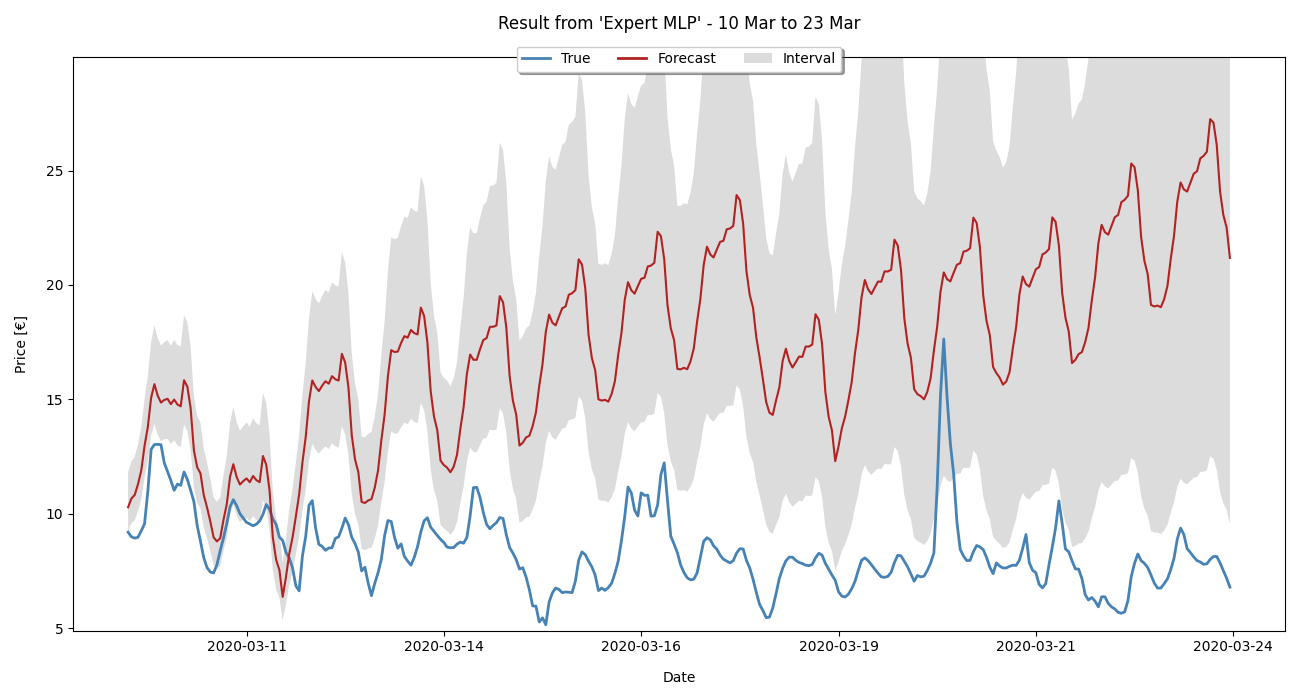 Result from 'Expert MLP' - 10 Mar to 23 Mar
True Forecast Interval
25
20
15
10
5
Price [€]
2020-03-11 2020-03-14 2020-03-16 2020-03-19 2020-03-21 2020-03-24
Date